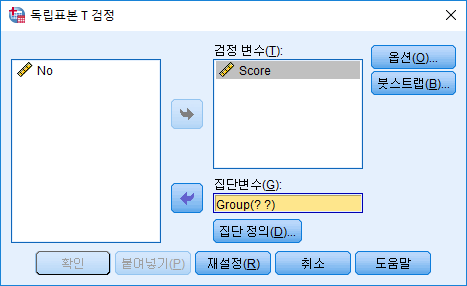 독립표본 T 검정
검정 변수(T):
No
Score
옵션(O)...
붓스트랩(B)...
집단변수(G):
Group(? ?)
집단 정의(D)...
확인
붙여넣기(P)
재설정(R)
취소
도움말